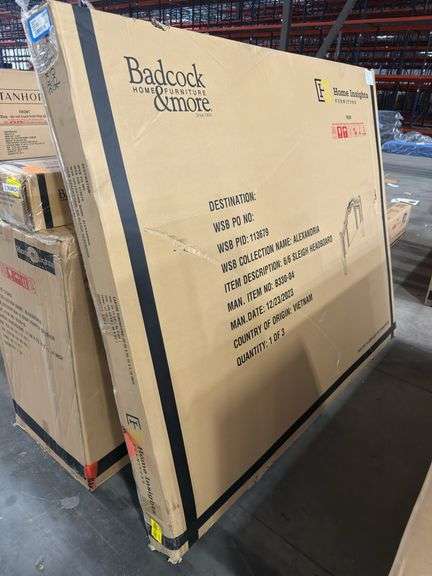 Badcock
HOME FURNITURE
&more
Home Insights
FURNITURE
DESTINATION:
WSB PO NO:
WSB PID: 113679
WSB COLLECTION NAME: ALEXANDRIA
ITEM DESCRIPTION: 6/6 SLEIGH HEADBOARD
MAN. ITEM NO: B330-04
MAN.DATE: 12/23/2023
COUNTRY OF ORIGIN: VIETNAM
QUANTITY: 1 OF 3
Home Insights